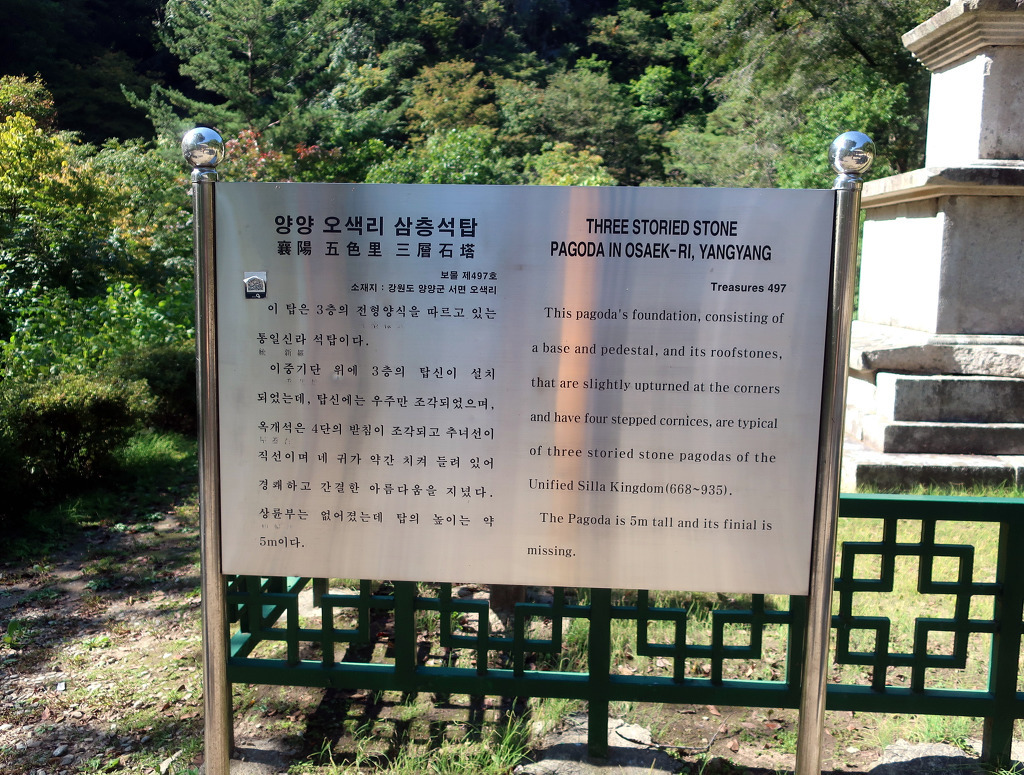 양양 오색리 삼층석탑
襄陽 五色里 三層石塔
보물 제497호
소재지 : 강원도 양양군 서면 오색리
이 탑은 3층의 전형양식을 따르고 있는
통일신라 석탑이다.
新羅
이중기단 위에 3층의 탑신이 설치
되었는데, 탑신에는 우주만 조각되었으며,
옥개석은 4단의 받침이 조각되고 추녀선이
직선이며 네 귀가 약간 치켜 들려 있어
경쾌하고 간결한 아름다움을 지녔다.
상륜부는 없어졌는데 탑의 높이는 약
5m이다.
THREE STORIED STONE
PAGODA IN OSAEK-RI, YANGYANG
Treasures 497
This pagoda's foundation, consisting of
a base and pedestal, and its roofstones,
that are slightly upturned at the corners
and have four stepped cornices, are typical
of three storied stone pagodas of the
Unified Silla Kingdom(668~935).
The Pagoda is 5m tall and its finial is
missing.